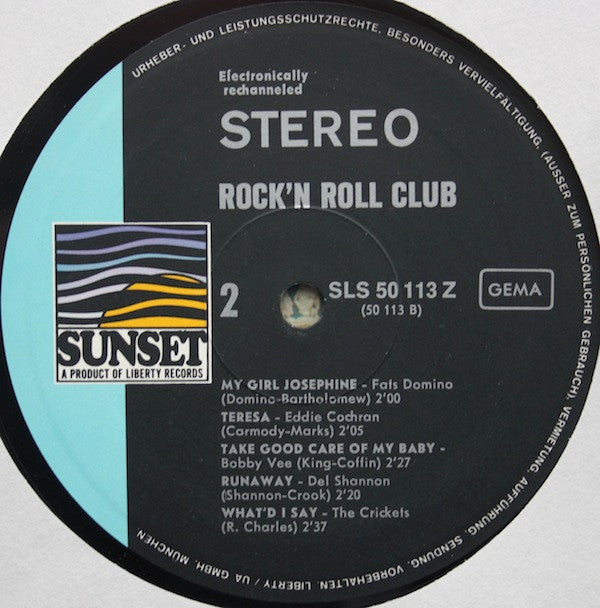 URHEBER- UND LEISTUNGSSCHUTZRECHTE, BESONDERS VERVIELFÄLTIGUNG, (AUSSER ZUM PERSÖNLICHEN GEBRAUCH), VERMIETUNG, AUFFÜHRUNG, SENDUNG, VORBEHALTEN. LIBERTY / UA GMBH, MÜNCHEN
Electronically
rechanneled
STEREO
ROCK'N ROLL CLUB
2
SLS 50 113 Z
(50 113 B)
GEMA
SUNSET
A PRODUCT OF LIBERTY RECORDS
MY GIRL JOSEPHINE - Fats Domino
(Domino-Bartholomew) 2'00
TERESA - Eddie Cochran
(Carmody-Marks) 2'05
TAKE GOOD CARE OF MY BABY -
Bobby Vee (King-Coffin) 2'27
RUNAWAY - Del Shannon
(Shannon-Crook) 2'20
WHAT'D I SAY - The Crickets
(R. Charles) 2'37